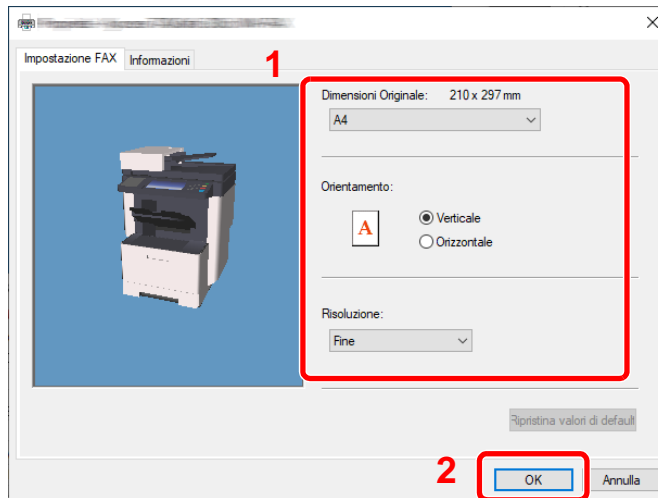 Impostazione FAX Informazioni
1
Dimensioni Originale: 210 x 297 mm
A4
Orientamento:
A
Verticale
Orizzontale
Risoluzione:
Fine
Ripristina valori di default
2
OK Annulla